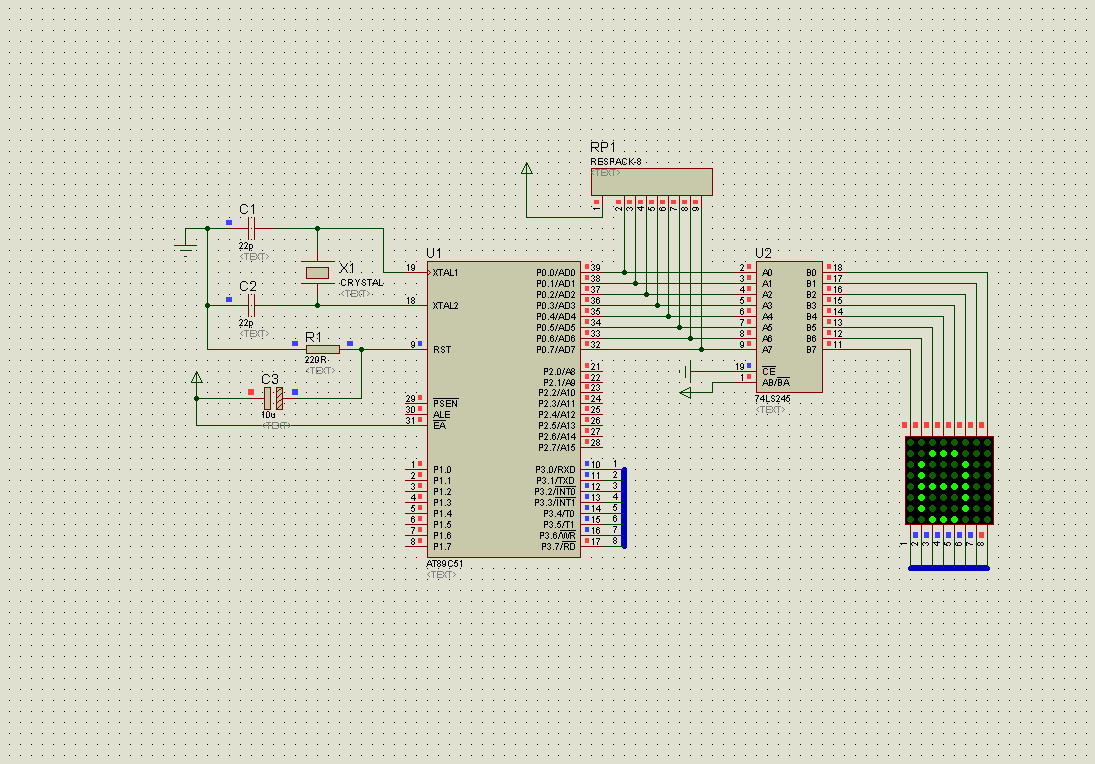 RP1
RESPACK-8
<TEXT>
1
2
3
4
5
6
7
8
9
C1
22p
<TEXT>
X1
CRYSTAL
<TEXT>
C2
22p
<TEXT>
R1
220R
<TEXT>
C3
10u
<TEXT>
U1
19 XTAL1
18 XTAL2
9 RST
29 PSEN
30 ALE
31 EA
1 P1.0
2 P1.1
3 P1.2
4 P1.3
5 P1.4
6 P1.5
7 P1.6
8 P1.7
P0.0/AD0 39
P0.1/AD1 38
P0.2/AD2 37
P0.3/AD3 36
P0.4/AD4 35
P0.5/AD5 34
P0.6/AD6 33
P0.7/AD7 32
P2.0/A8 21
P2.1/A9 22
P2.2/A10 23
P2.3/A11 24
P2.4/A12 25
P2.5/A13 26
P2.6/A14 27
P2.7/A15 28
P3.0/RXD 10 1
P3.1/TXD 11 2
P3.2/INT0 12 3
P3.3/INT1 13 4
P3.4/T0 14 5
P3.5/T1 15 6
P3.6/WR 16 7
P3.7/RD 17 8
AT89C51
<TEXT>
U2
2 A0 B0 18
3 A1 B1 17
4 A2 B2 16
5 A3 B3 15
6 A4 B4 14
7 A5 B5 13
8 A6 B6 12
9 A7 B7 11
19 CE
1 AB/BA
74LS245
<TEXT>
1
2
3
4
5
6
7
8